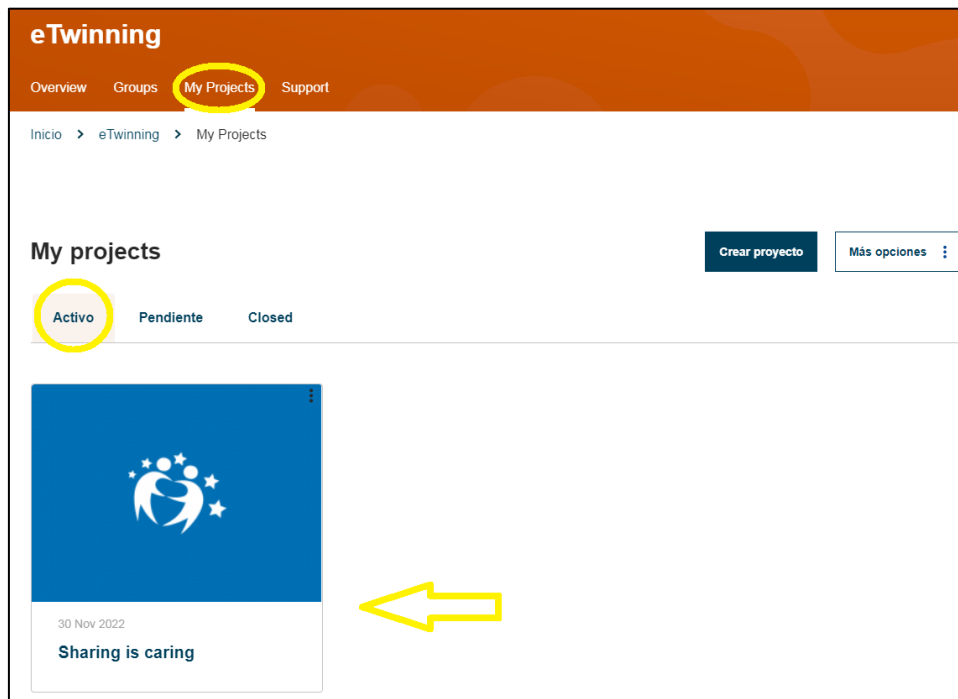 eTwinning
Overview Groups My Projects Support
Inicio > eTwinning > My Projects
My projects
Crear proyecto Más opciones
Activo Pendiente Closed
30 Nov 2022
Sharing is caring